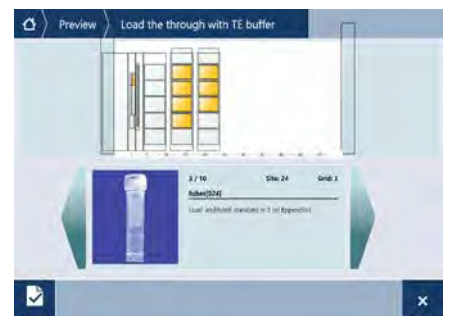 Preview
Load the through with TE buffer
3 / 10 Site: 24 Grid: 1
tubes[024]
Load undiluted standard in 2 ml Eppendorf